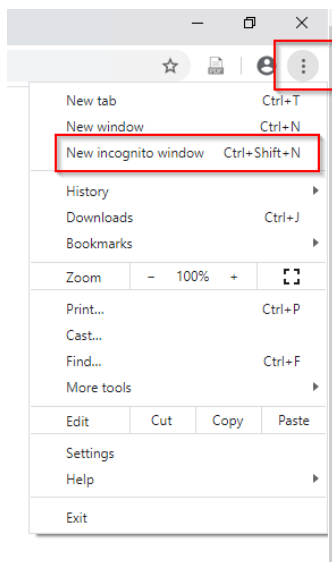 New tab Ctrl+T
New window Ctrl+N
New incognito window Ctrl+Shift+N
History
Downloads Ctrl+J
Bookmarks
Zoom - 100% +
Print... Ctrl+P
Cast...
Find... Ctrl+F
More tools
Edit Cut Copy Paste
Settings
Help
Exit